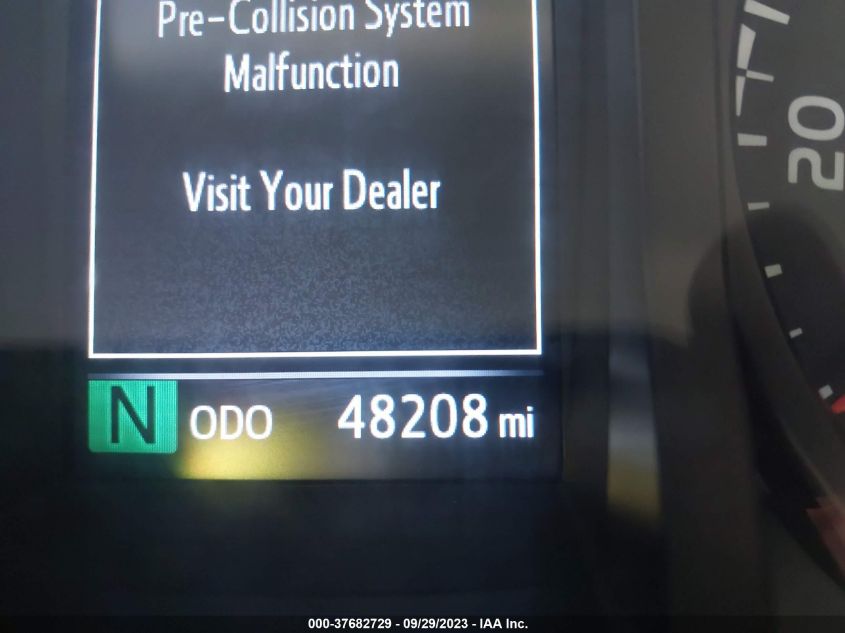 Pre-Collision System
Malfunction
Visit Your Dealer
N ODO 48208 mi
20
000-37682729 - 09/29/2023 - IAA Inc.